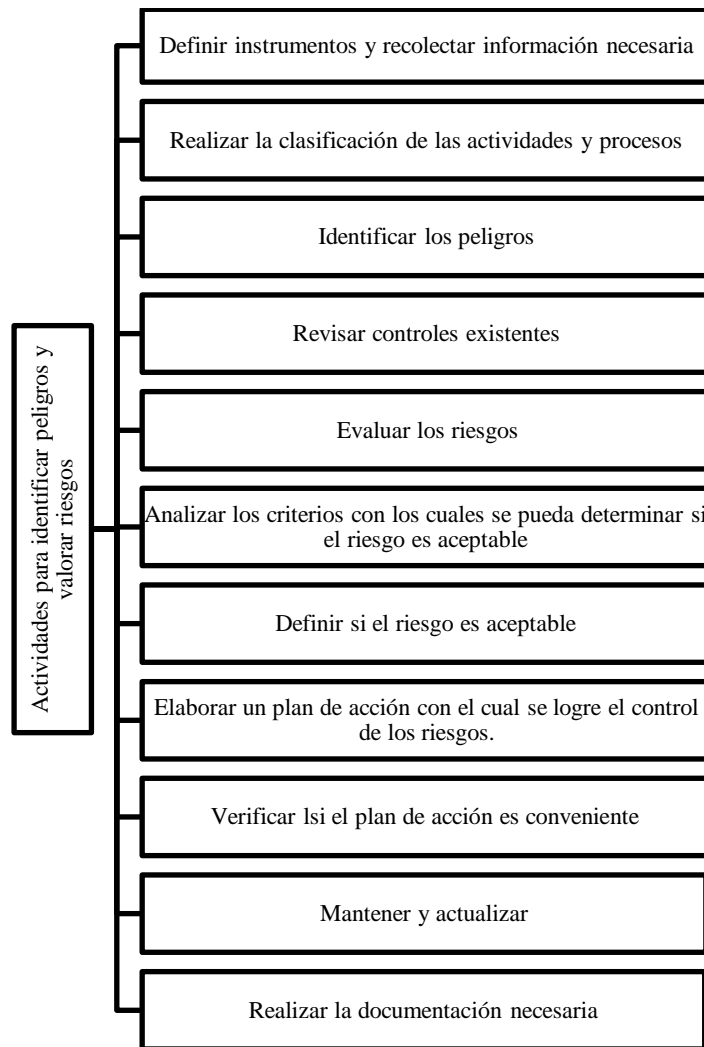 Actividades para identificar peligros y
valorar riesgos
Definir instrumentos y recolectar información necesaria
Realizar la clasificación de las actividades y procesos
Identificar los peligros
Revisar controles existentes
Evaluar los riesgos
Analizar los criterios con los cuales se pueda determinar si
el riesgo es aceptable
Definir si el riesgo es aceptable
Elaborar un plan de acción con el cual se logre el control
de los riesgos.
Verificar lsi el plan de acción es conveniente
Mantener y actualizar
Realizar la documentación necesaria